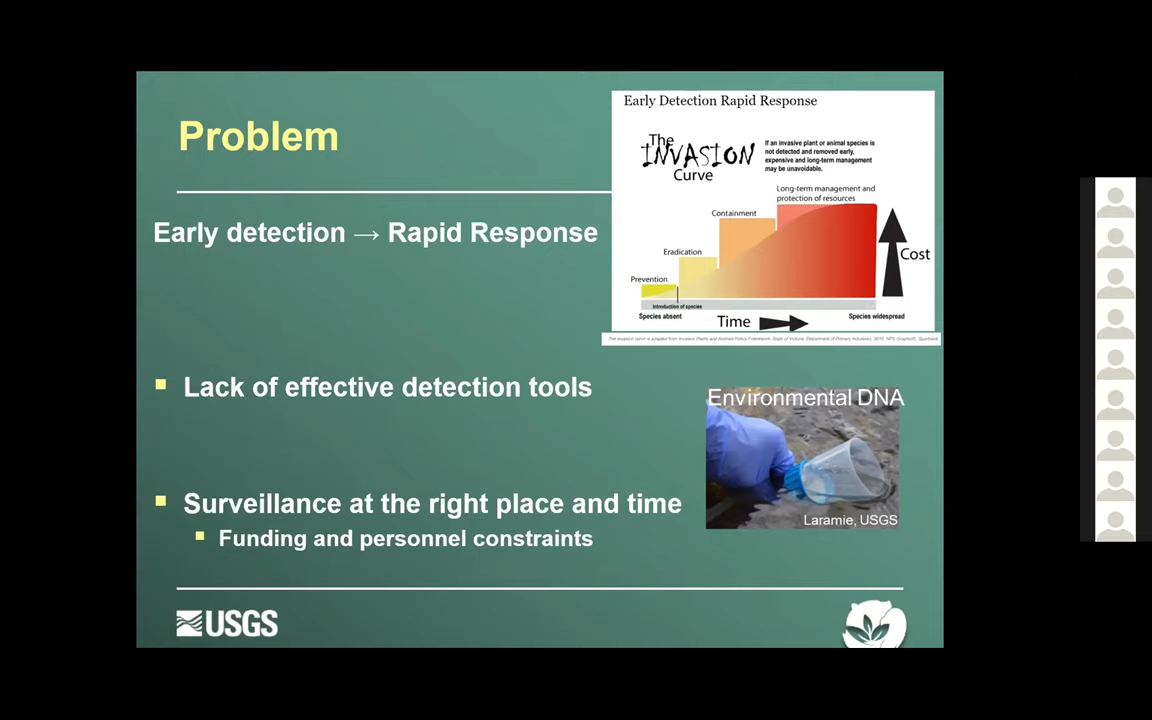 Problem
Early detection → Rapid Response
Lack of effective detection tools
Surveillance at the right place and time
Funding and personnel constraints
Early Detection Rapid Response
The
INVASION
Curve
If an invasive plant or animal species is
not detected and removed early,
expensive and long-term management
may be unavoidable.
Long-term management and
protection of resources
Containment
Eradication
Prevention
Cost
Introduction of species
Species absent
Time
Species widespread
Environmental DNA
Laramie, USGS
USGS